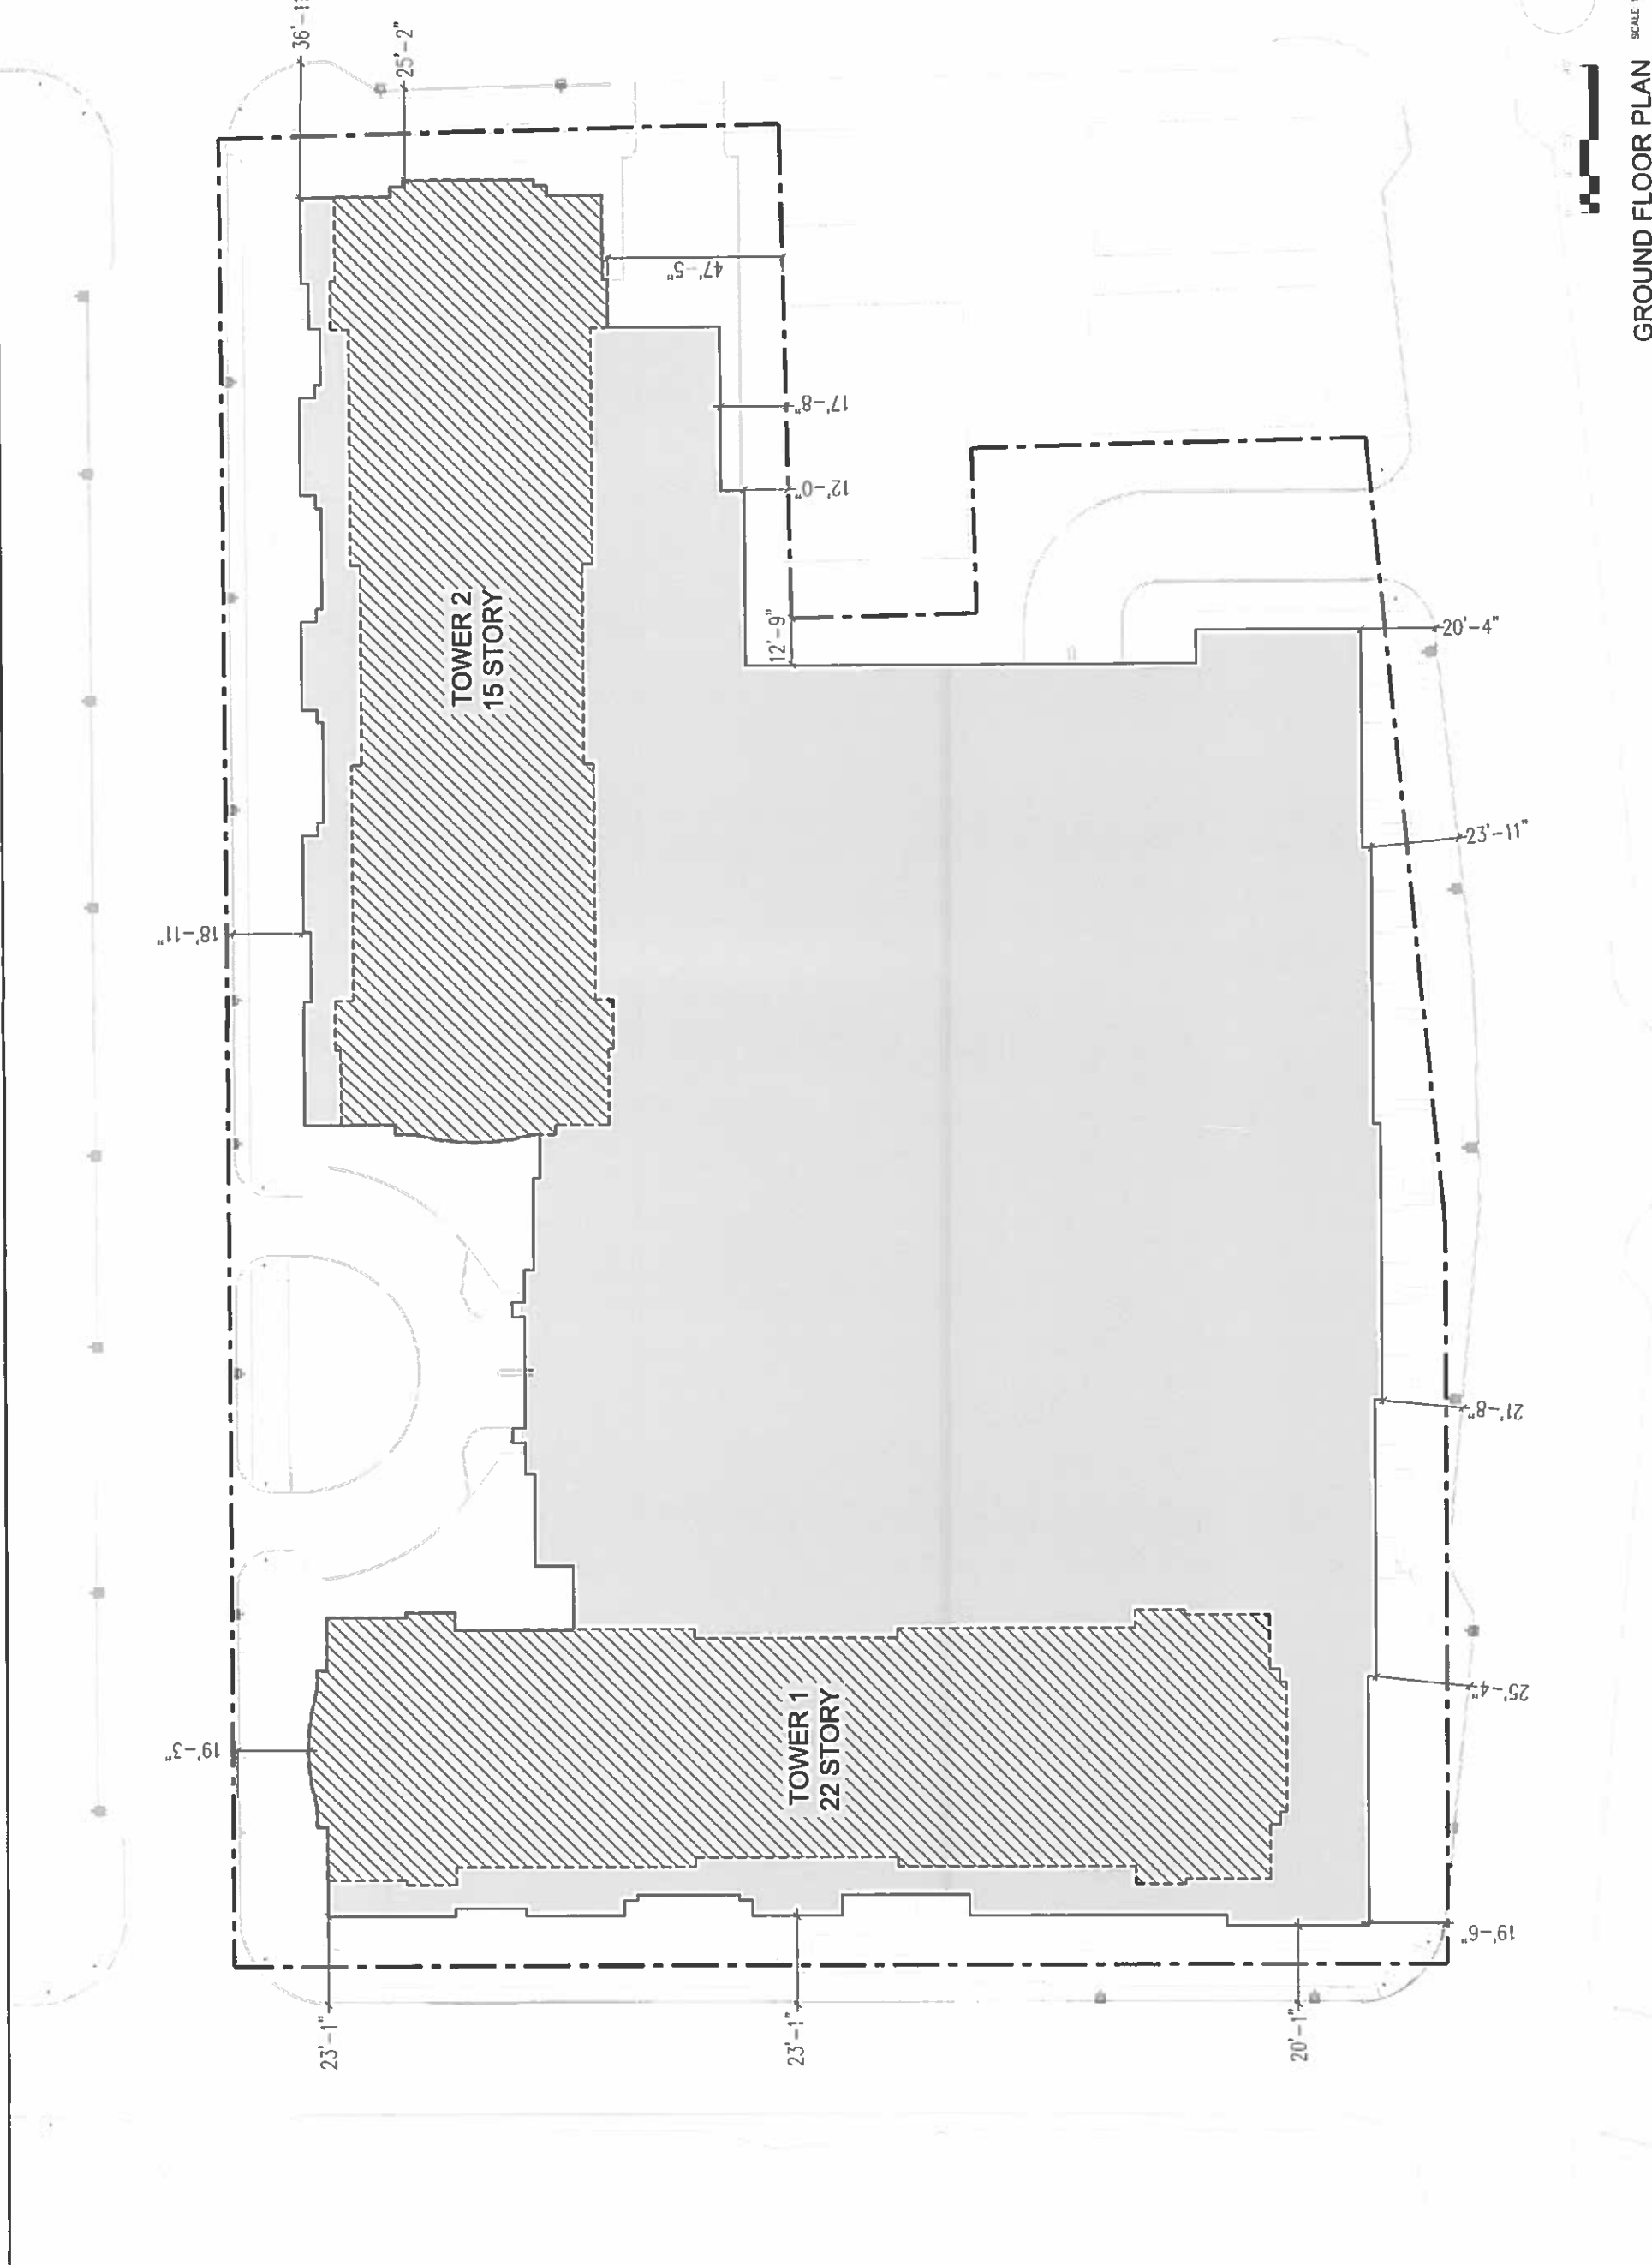 36'-11
25'-2"
47'-5"
17'-8"
12'-0"
12'-9"
TOWER 2
15 STORY
18'-11"
20'-4"
23'-11"
21'-8"
25'-4"
19'-3"
TOWER 1
22 STORY
19'-6"
23'-1"
23'-1"
20'-1"
GROUND FLOOR PLAN
SCALE